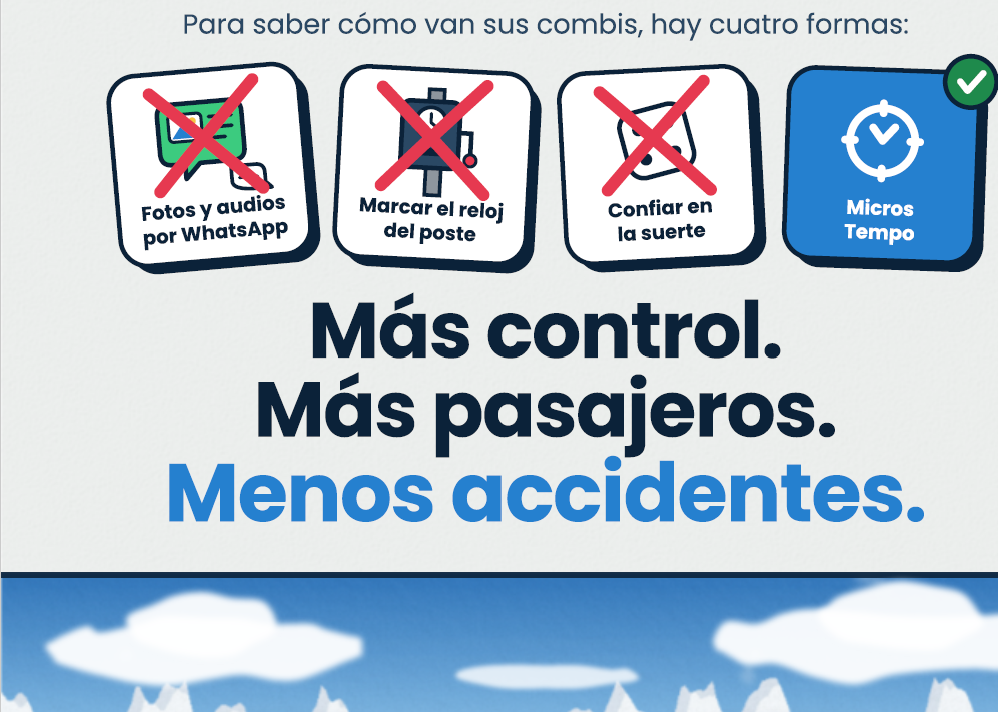 Para saber cómo van sus combis, hay cuatro formas:
Fotos y audios
por WhatsApp
Marcar el reloj
del poste
Confiar en
la suerte
Micros
Tempo
Más control.
Más pasajeros.
Menos accidentes.